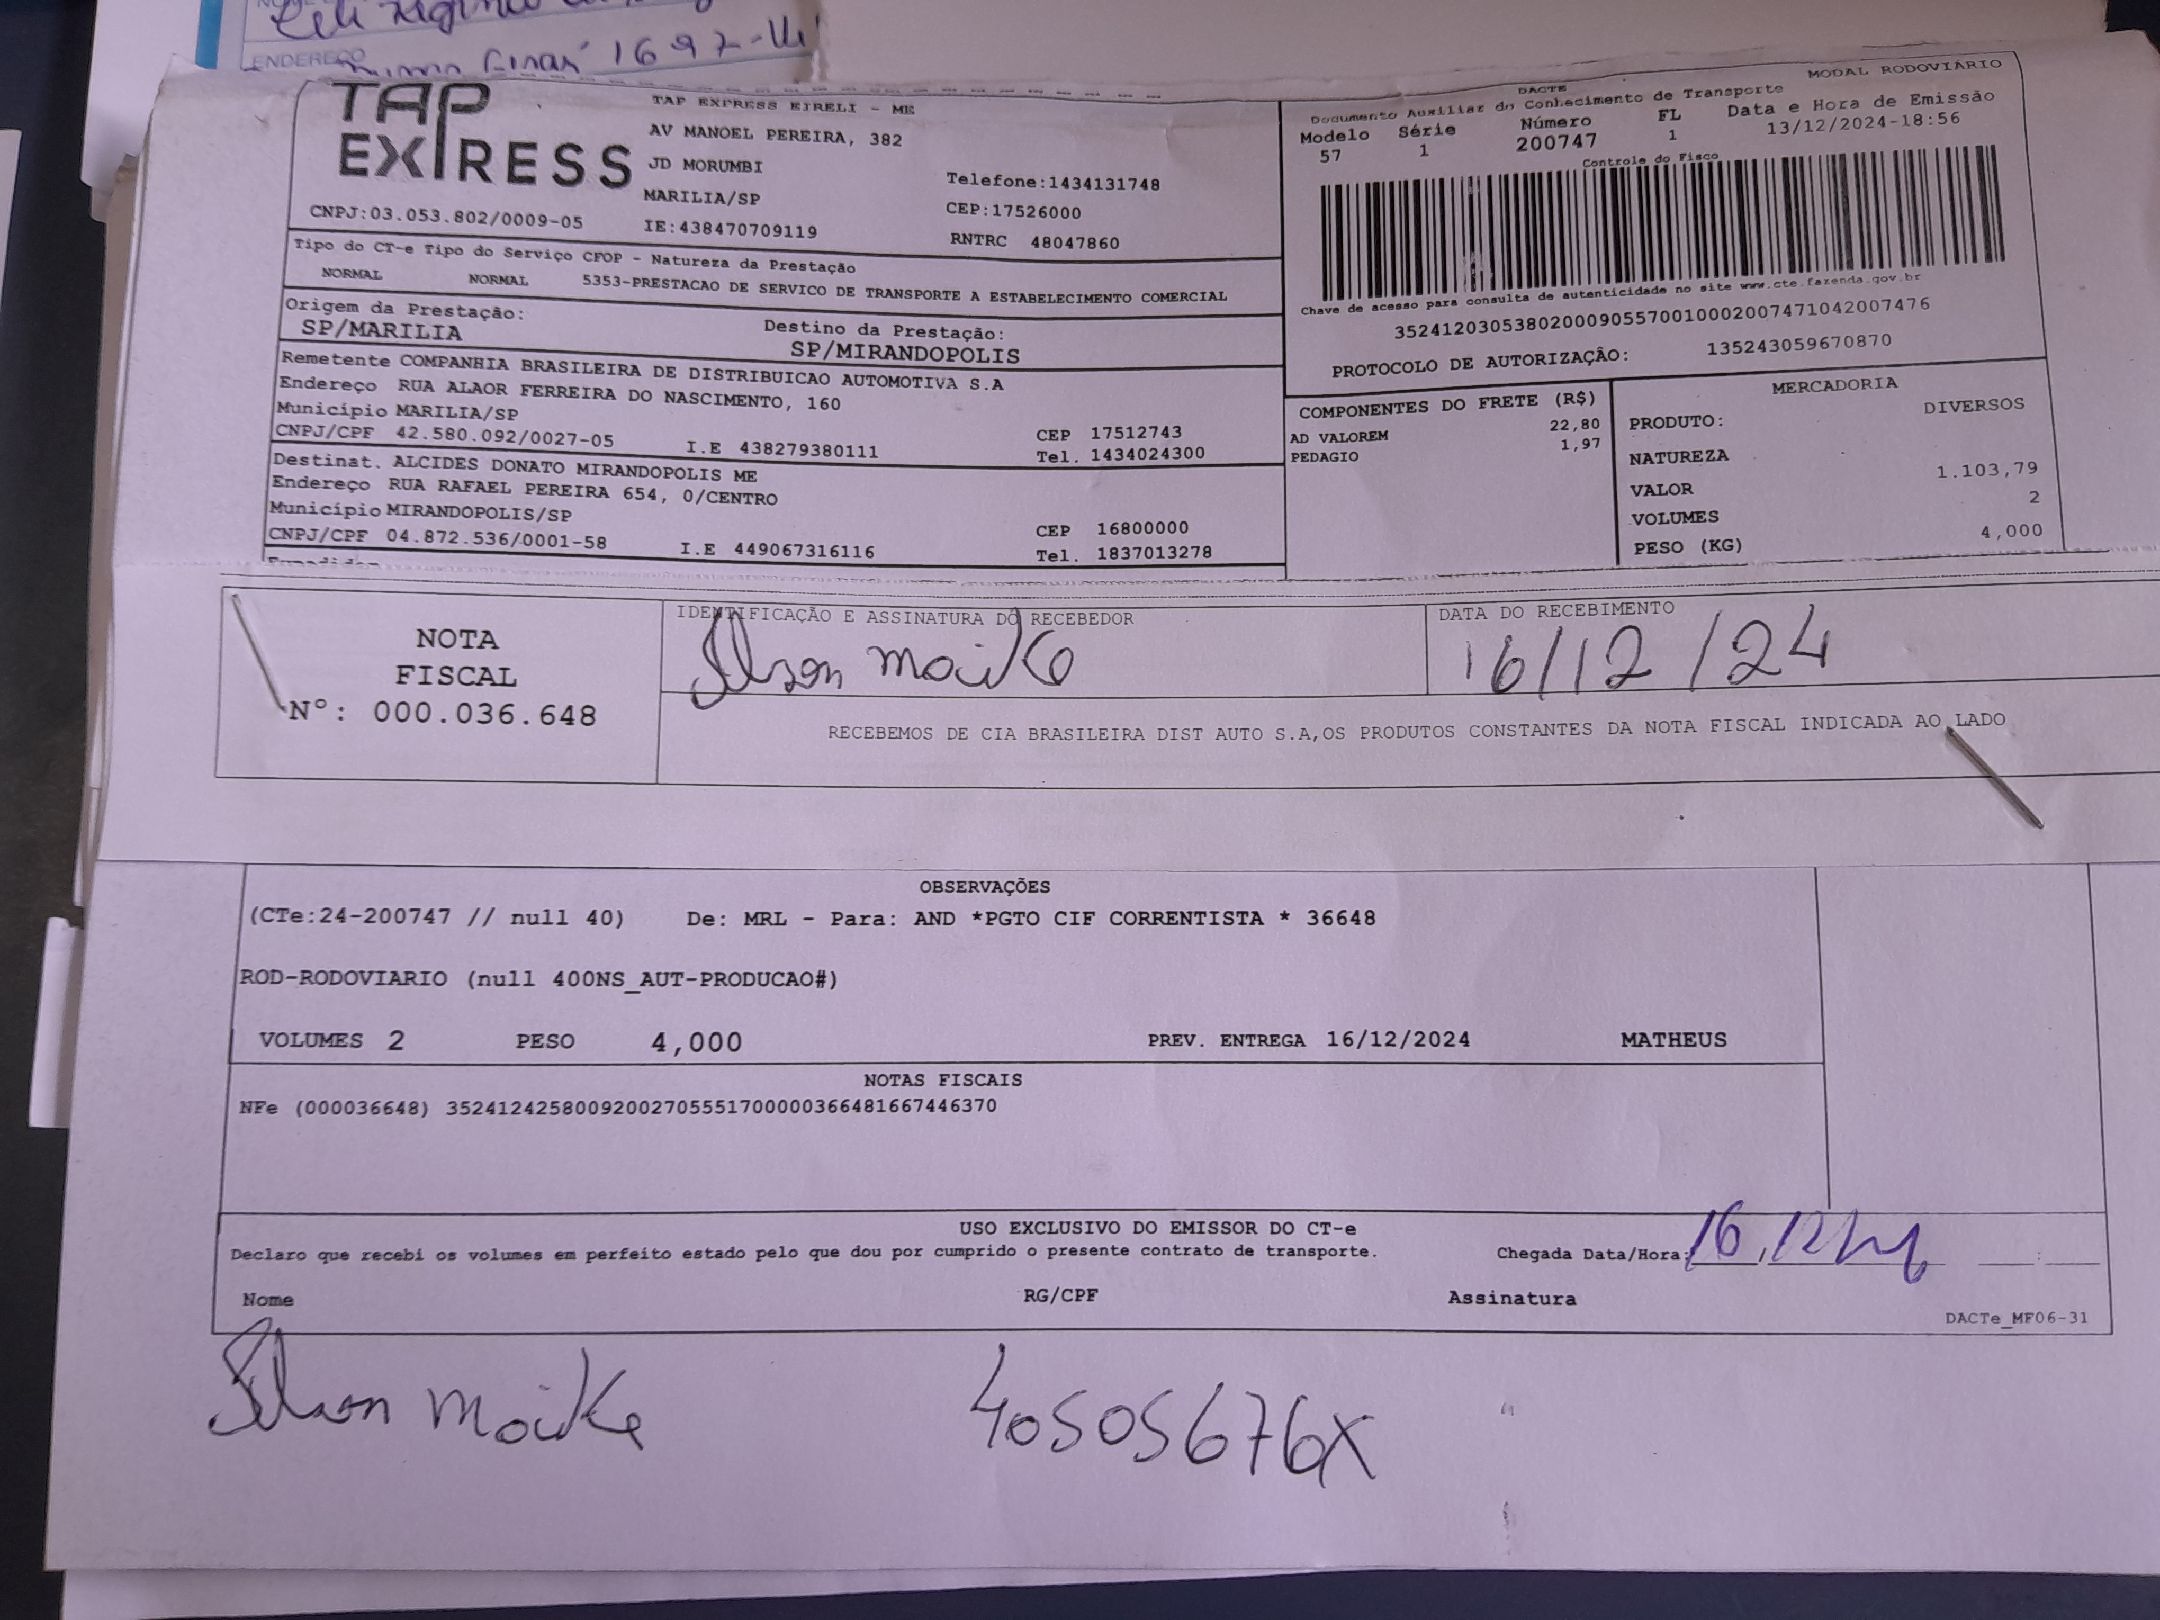 ENDEREÇO
1697-
TAP EXPRESS
TAP EXPRESS EIRELI - ME
AV MANOEL PEREIRA, 382
JD MORUMBI
MARILIA/SP
Telefone:1434131748
CEP:17526000
CNPJ:03.053.802/0009-05
IE:438470709119
RNTRC 48047860
MODAL RODOVIÁRIO
DACTE
Documento Auxiliar do Conhecimento de Transporte
Modelo Série Número FL Data e Hora de Emissão
57 1 200747 1 13/12/2024-18:56
Controle do Fisco
Chave de acesso para consulta de autenticidade no site www.cte.fazenda.gov.br
35241203053802000905570010002007471042007476
PROTOCOLO DE AUTORIZAÇÃO: 135243059670870
Tipo do CT-e Tipo do Serviço CFOP - Natureza da Prestação
NORMAL NORMAL 5353-PRESTACAO DE SERVICO DE TRANSPORTE A ESTABELECIMENTO COMERCIAL
Origem da Prestação: Destino da Prestação:
SP/MARILIA SP/MIRANDOPOLIS
Remetente COMPANHIA BRASILEIRA DE DISTRIBUICAO AUTOMOTIVA S.A
Endereço RUA ALAOR FERREIRA DO NASCIMENTO, 160
Município MARILIA/SP CEP 17512743
CNPJ/CPF 42.580.092/0027-05 I.E 438279380111 Tel. 1434024300
Destinat. ALCIDES DONATO MIRANDOPOLIS ME
Endereço RUA RAFAEL PEREIRA 654, 0/CENTRO
Município MIRANDOPOLIS/SP CEP 16800000
CNPJ/CPF 04.872.536/0001-58 I.E 449067316116 Tel. 1837013278
COMPONENTES DO FRETE (R$)
AD VALOREM 22,80
PEDAGIO 1,97
MERCADORIA
PRODUTO: DIVERSOS
NATUREZA
VALOR 1.103,79
VOLUMES 2
PESO (KG) 4,000
NOTA
FISCAL
N°: 000.036.648
IDENTIFICAÇÃO E ASSINATURA DO RECEBEDOR
DATA DO RECEBIMENTO
16/12/24
RECEBEMOS DE CIA BRASILEIRA DIST AUTO S.A,OS PRODUTOS CONSTANTES DA NOTA FISCAL INDICADA AO LADO
OBSERVAÇÕES
(CTe:24-200747 // null 40) De: MRL - Para: AND *PGTO CIF CORRENTISTA * 36648
ROD-RODOVIARIO (null 400NS_AUT-PRODUCAO#)
VOLUMES 2 PESO 4,000 PREV. ENTREGA 16/12/2024 MATHEUS
NOTAS FISCAIS
NFe (000036648) 35241242580092002705551700000366481667446370
USO EXCLUSIVO DO EMISSOR DO CT-e
Declaro que recebi os volumes em perfeito estado pelo que dou por cumprido o presente contrato de transporte. Chegada Data/Hora: 16, 12
Nome RG/CPF Assinatura
DACTe_MF06-31
40505676X